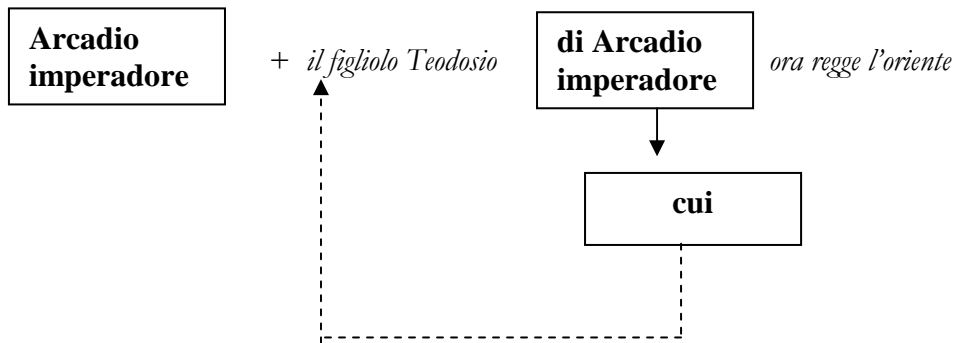 Arcadio
imperadore
+ il figliolo Teodosio
di Arcadio
imperadore
ora regge l'oriente
cui